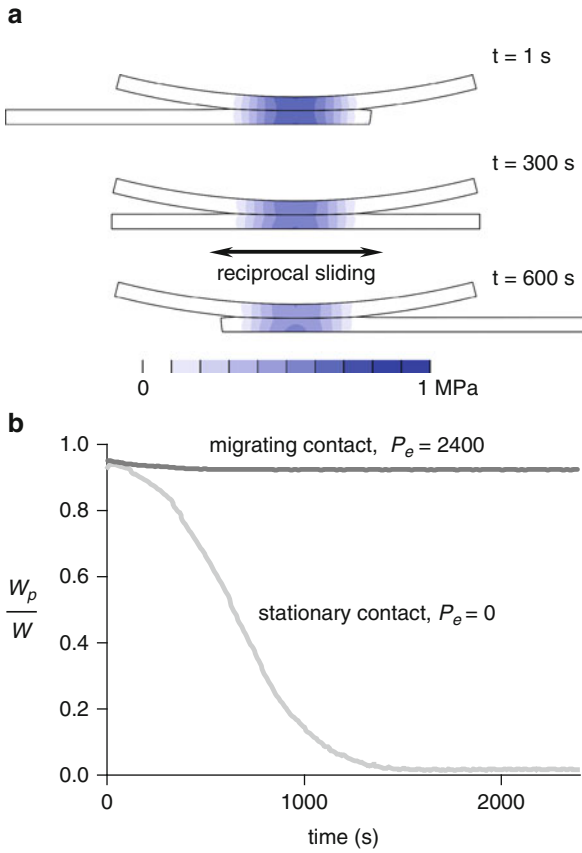 a
t = 1 s
t = 300 s
reciprocal sliding
t = 600 s
0
1 MPa
b
1.0
migrating contact, Pe = 2400
0.8
0.6
Wp
W
stationary contact, Pe = 0
0.4
0.2
0.0
0
1000
2000
time (s)